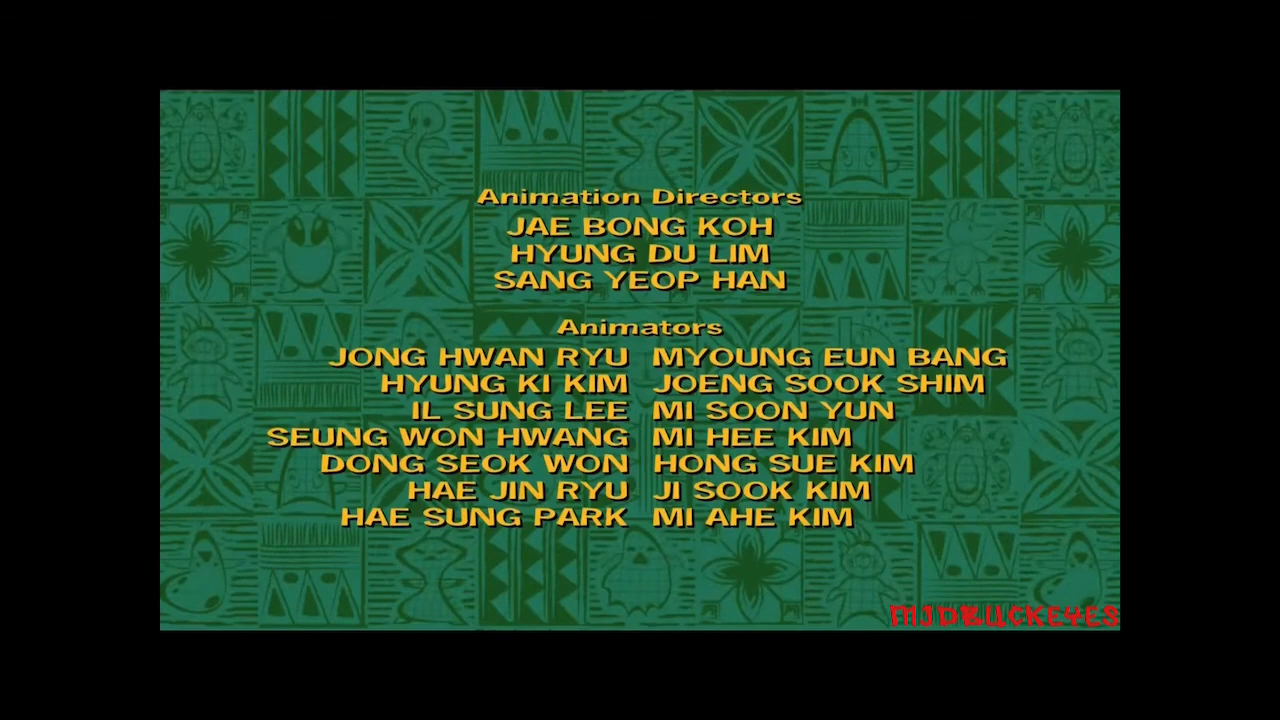 Animation Directors
JAE BONG KOH
HYUNG DU LIM
SANG YEOP HAN
Animators
JONG HWAN RYU MYOUNG EUN BANG
HYUNG KI KIM JOENG SOOK SHIM
IL SUNG LEE MI SOON YUN
SEUNG WON HWANG MI HEE KIM
DONG SEOK WON HONG SUE KIM
HAE JIN RYU JI SOOK KIM
HAE SUNG PARK MI AHE KIM
MJDBUCKE4ES